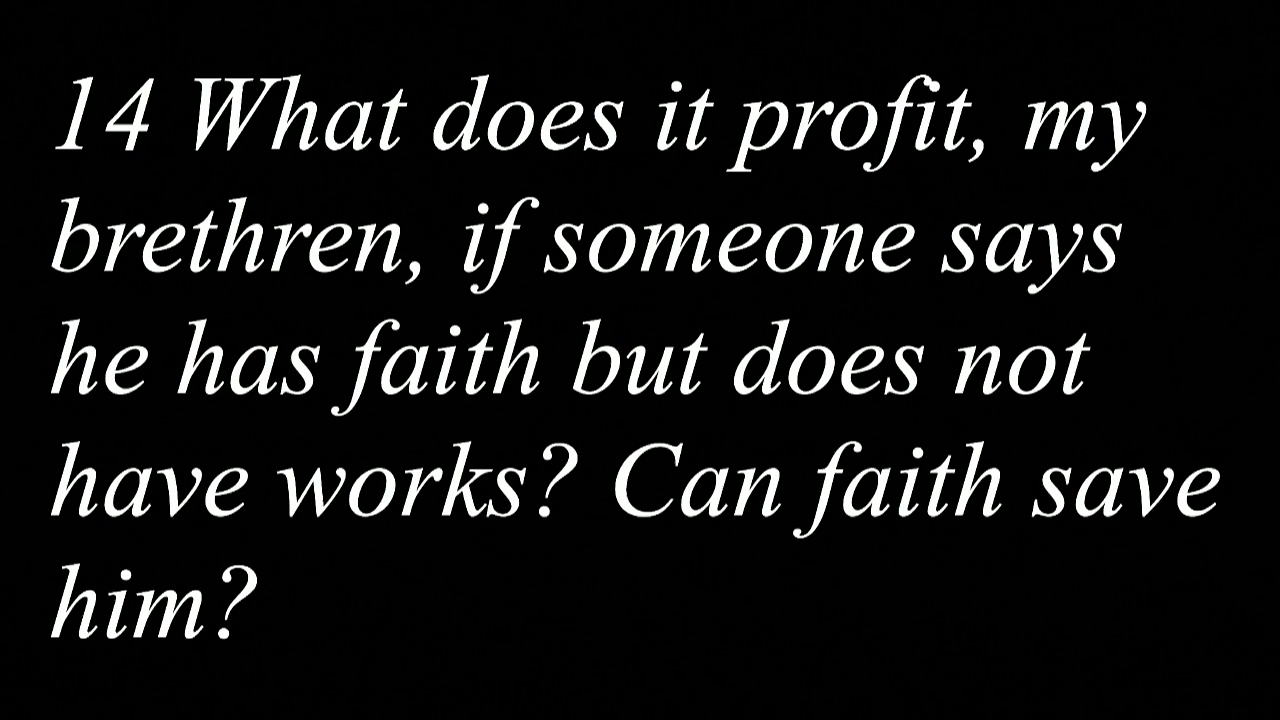 14 What does it profit, my
brethren, if someone says
he has faith but does not
have works? Can faith save
him?